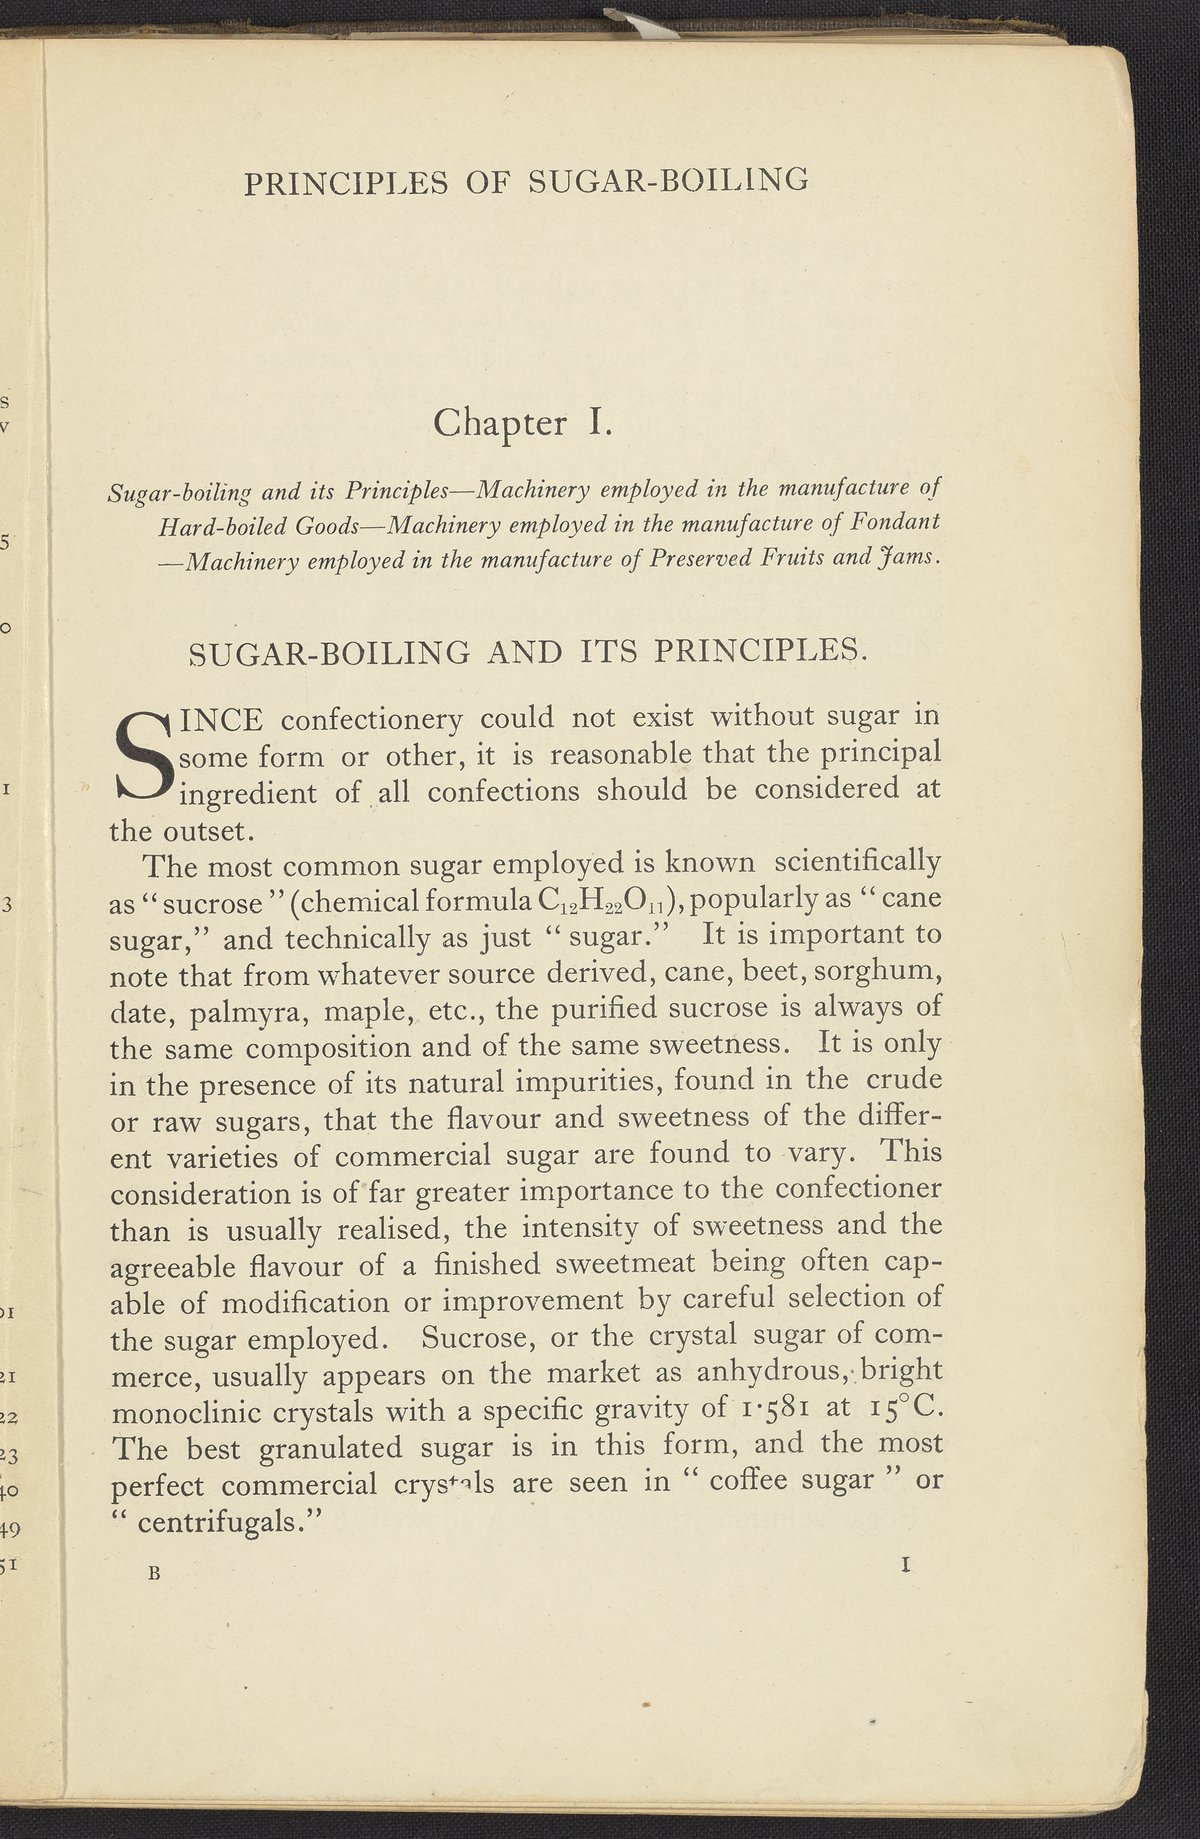 PRINCIPLES OF SUGAR-BOILING
Chapter I.
Sugar-boiling and its Principles—Machinery employed in the manufacture of
Hard-boiled Goods—Machinery employed in the manufacture of Fondant
—Machinery employed in the manufacture of Preserved Fruits and Jams.
SUGAR-BOILING AND ITS PRINCIPLES.
SINCE confectionery could not exist without sugar in
some form or other, it is reasonable that the principal
ingredient of all confections should be considered at
the outset.
The most common sugar employed is known scientifically
as “sucrose” (chemical formula C₁₂H₂₂O₁₁), popularly as “cane
sugar,” and technically as just “sugar.” It is important to
note that from whatever source derived, cane, beet, sorghum,
date, palmyra, maple, etc., the purified sucrose is always of
the same composition and of the same sweetness. It is only
in the presence of its natural impurities, found in the crude
or raw sugars, that the flavour and sweetness of the differ-
ent varieties of commercial sugar are found to vary. This
consideration is of far greater importance to the confectioner
than is usually realised, the intensity of sweetness and the
agreeable flavour of a finished sweetmeat being often cap-
able of modification or improvement by careful selection of
the sugar employed. Sucrose, or the crystal sugar of com-
merce, usually appears on the market as anhydrous, bright
monoclinic crystals with a specific gravity of 1·581 at 15°C.
The best granulated sugar is in this form, and the most
perfect commercial crystals are seen in “coffee sugar” or
“centrifugals.”
B 1